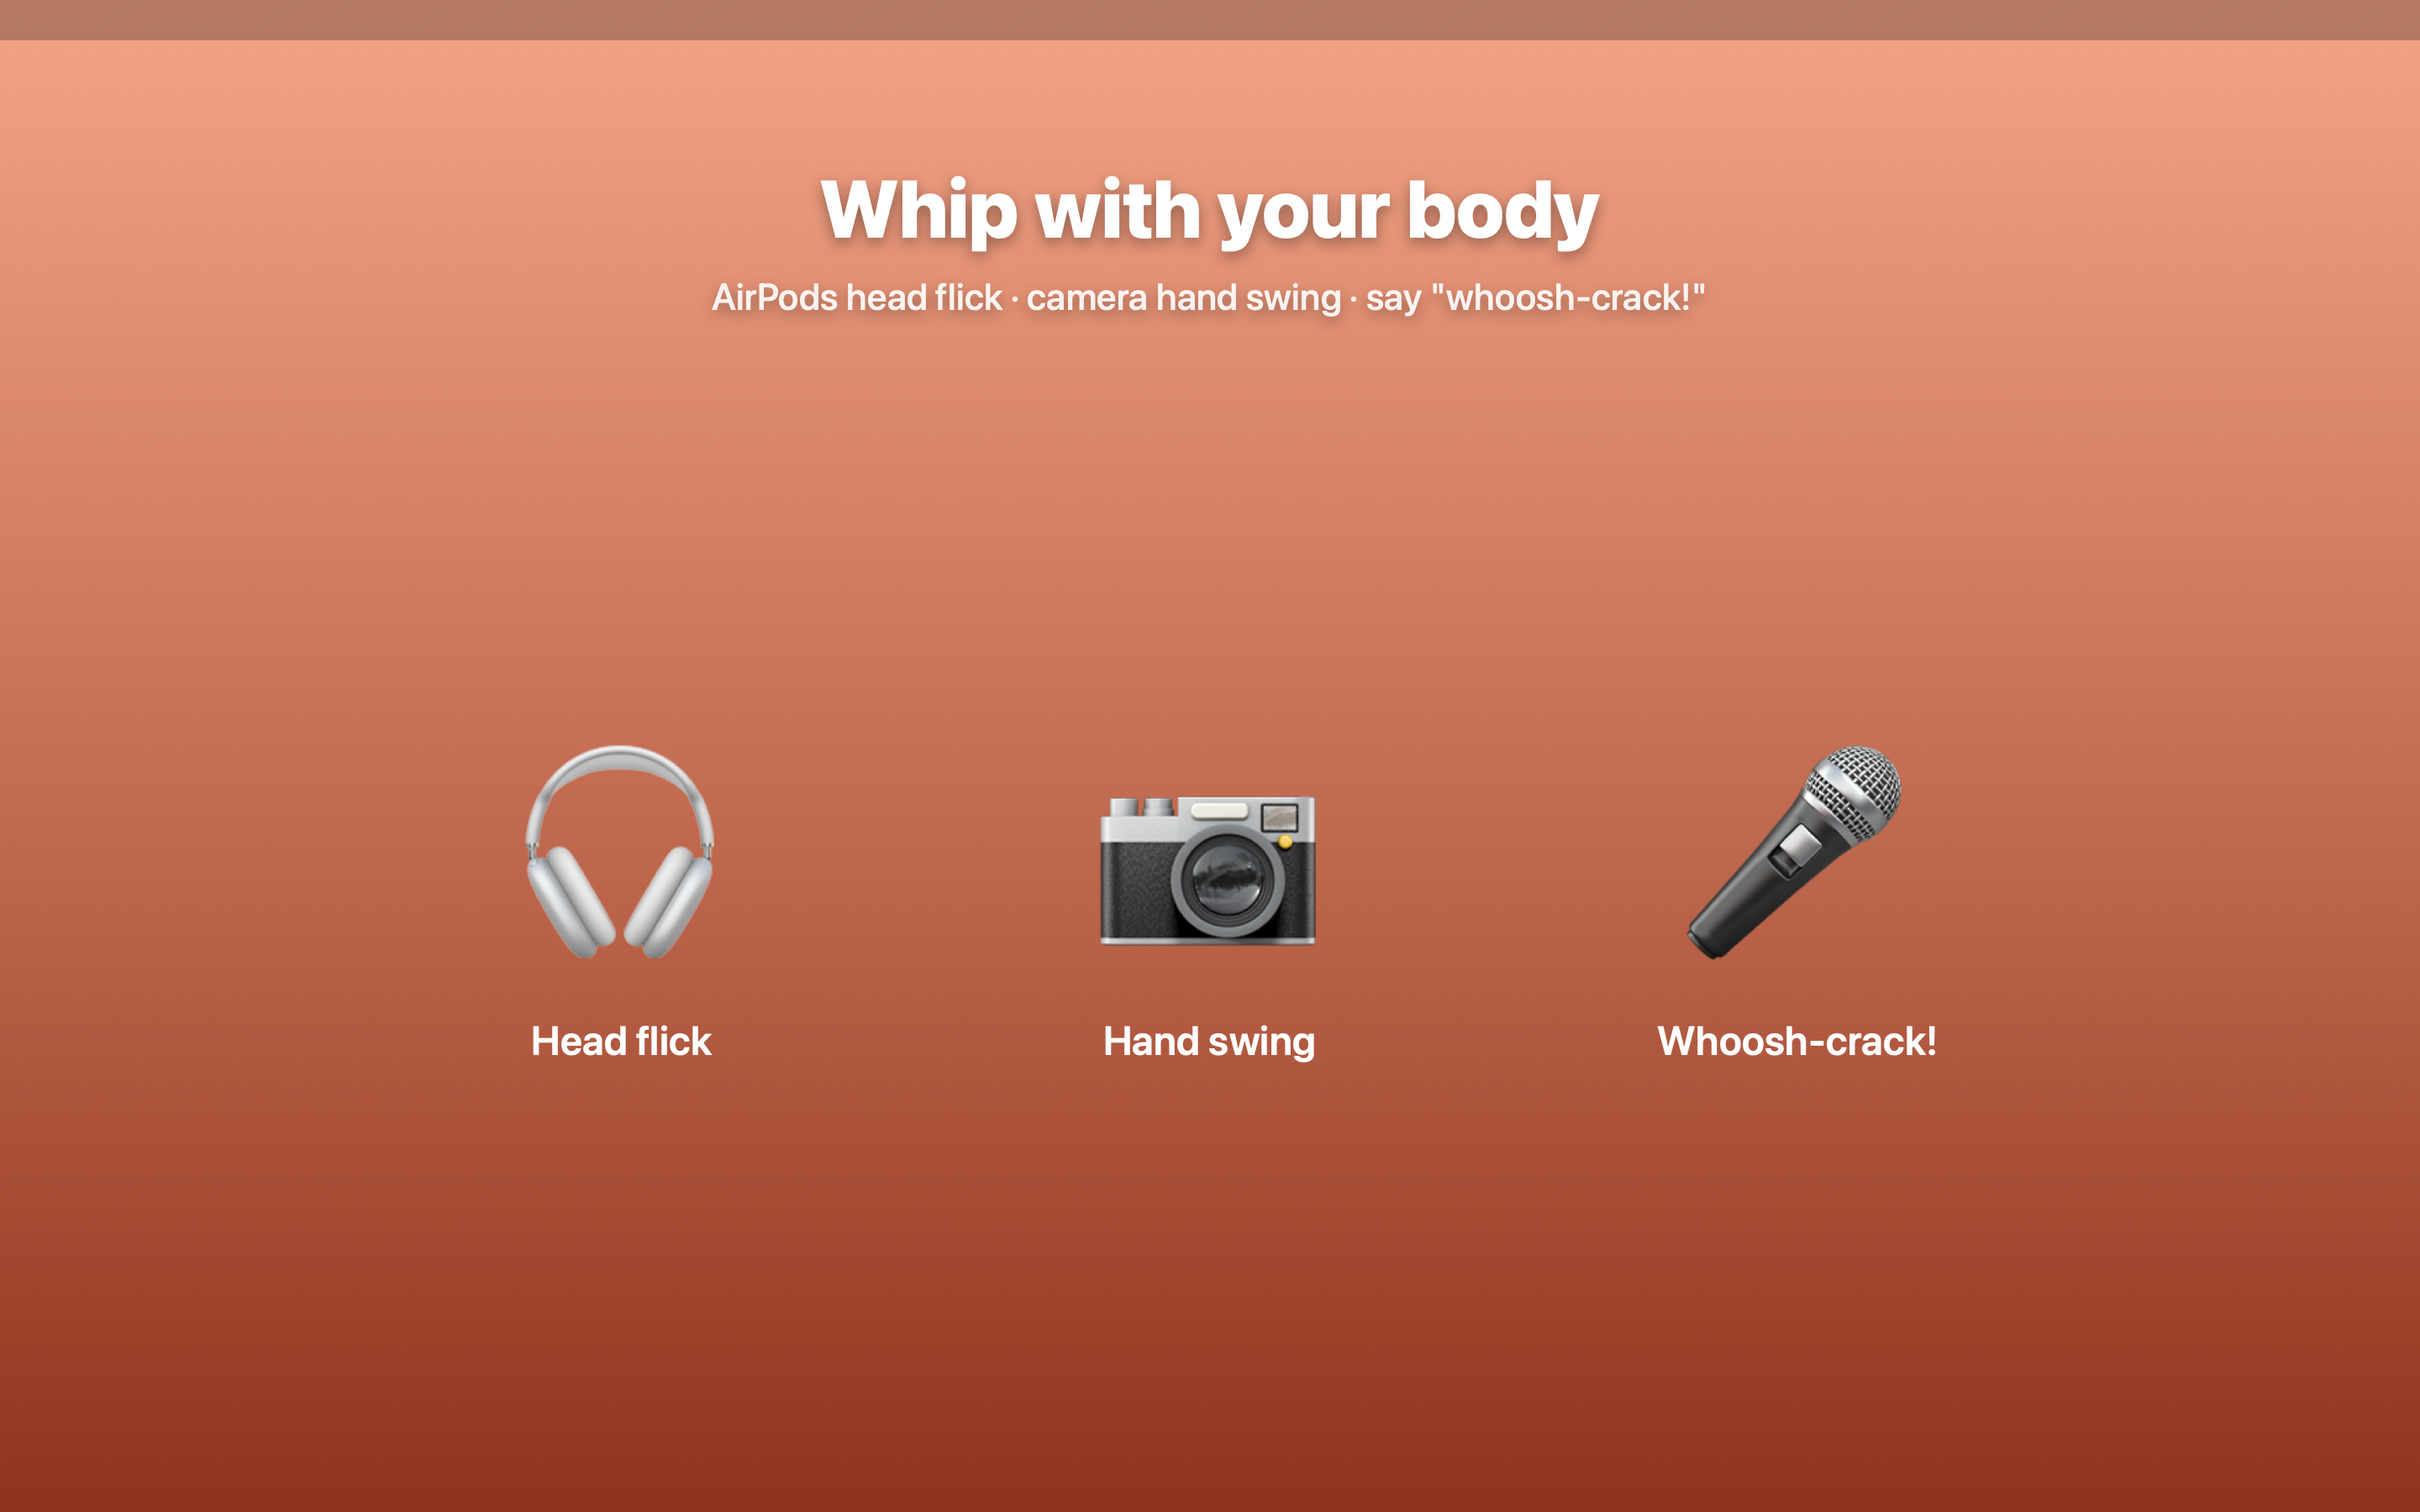 Whip with your body
AirPods head flick · camera hand swing · say "whoosh-crack!"
Head flick
Hand swing
Whoosh-crack!